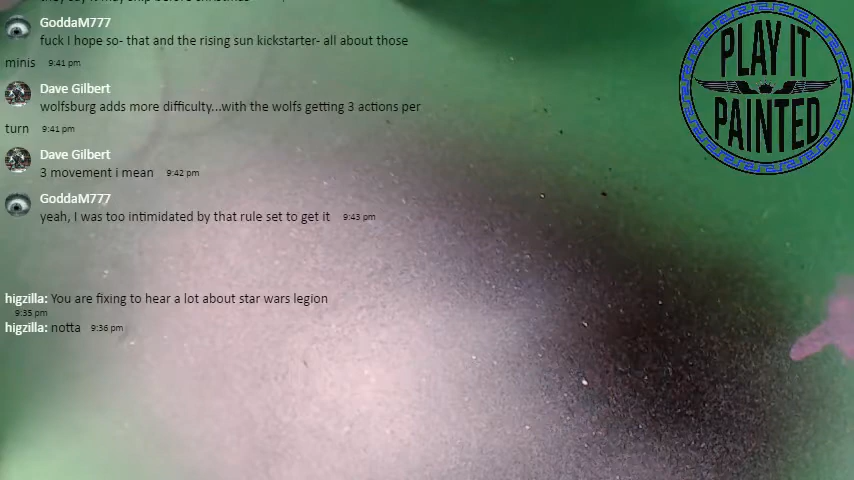 GoddaM777
fuck I hope so- that and the rising sun kickstarter- all about those
minis 9:41 pm
Dave Gilbert
wolfsburg adds more difficulty...with the wolfs getting 3 actions per
turn 9:41 pm
Dave Gilbert
3 movement i mean 9:42 pm
GoddaM777
yeah, I was too intimidated by that rule set to get it 9:43 pm
higzilla: You are fixing to hear a lot about star wars legion
9:35 pm
higzilla: notta 9:36 pm
PLAY IT
PAINTED